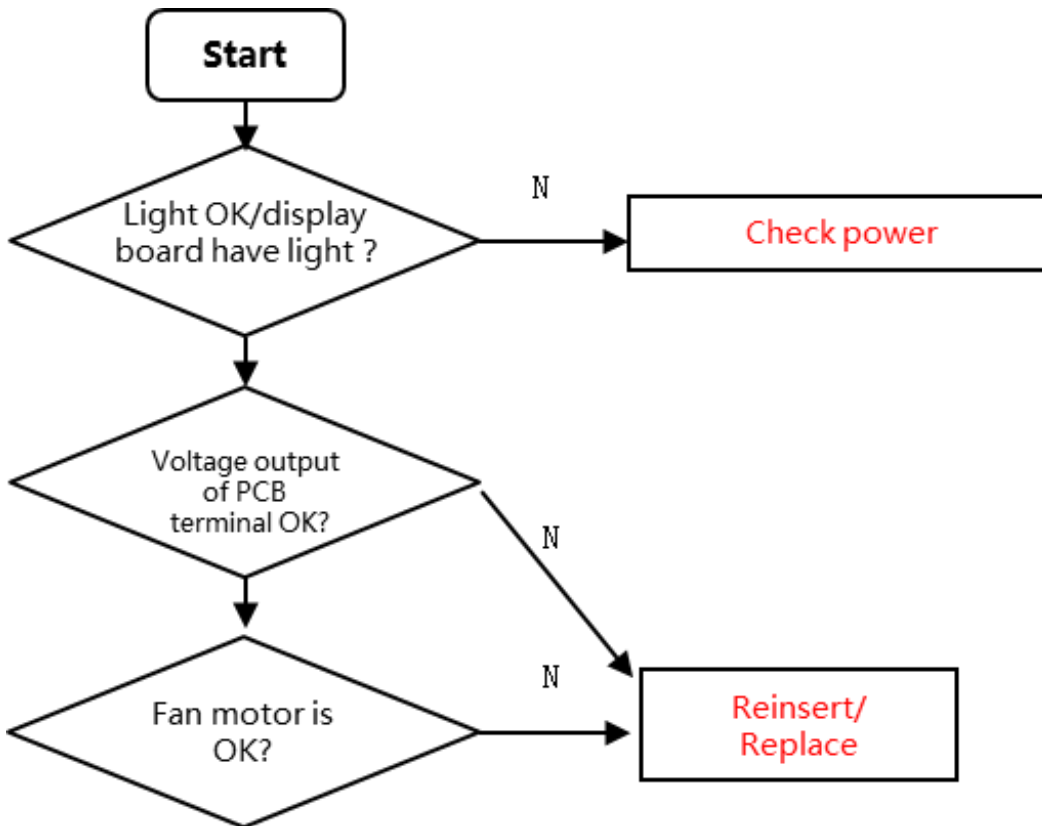 Start
Light OK/display
board have light ?
N
Check power
Voltage output
of PCB
terminal OK?
N
Fan motor is
OK?
N
Reinsert/
Replace